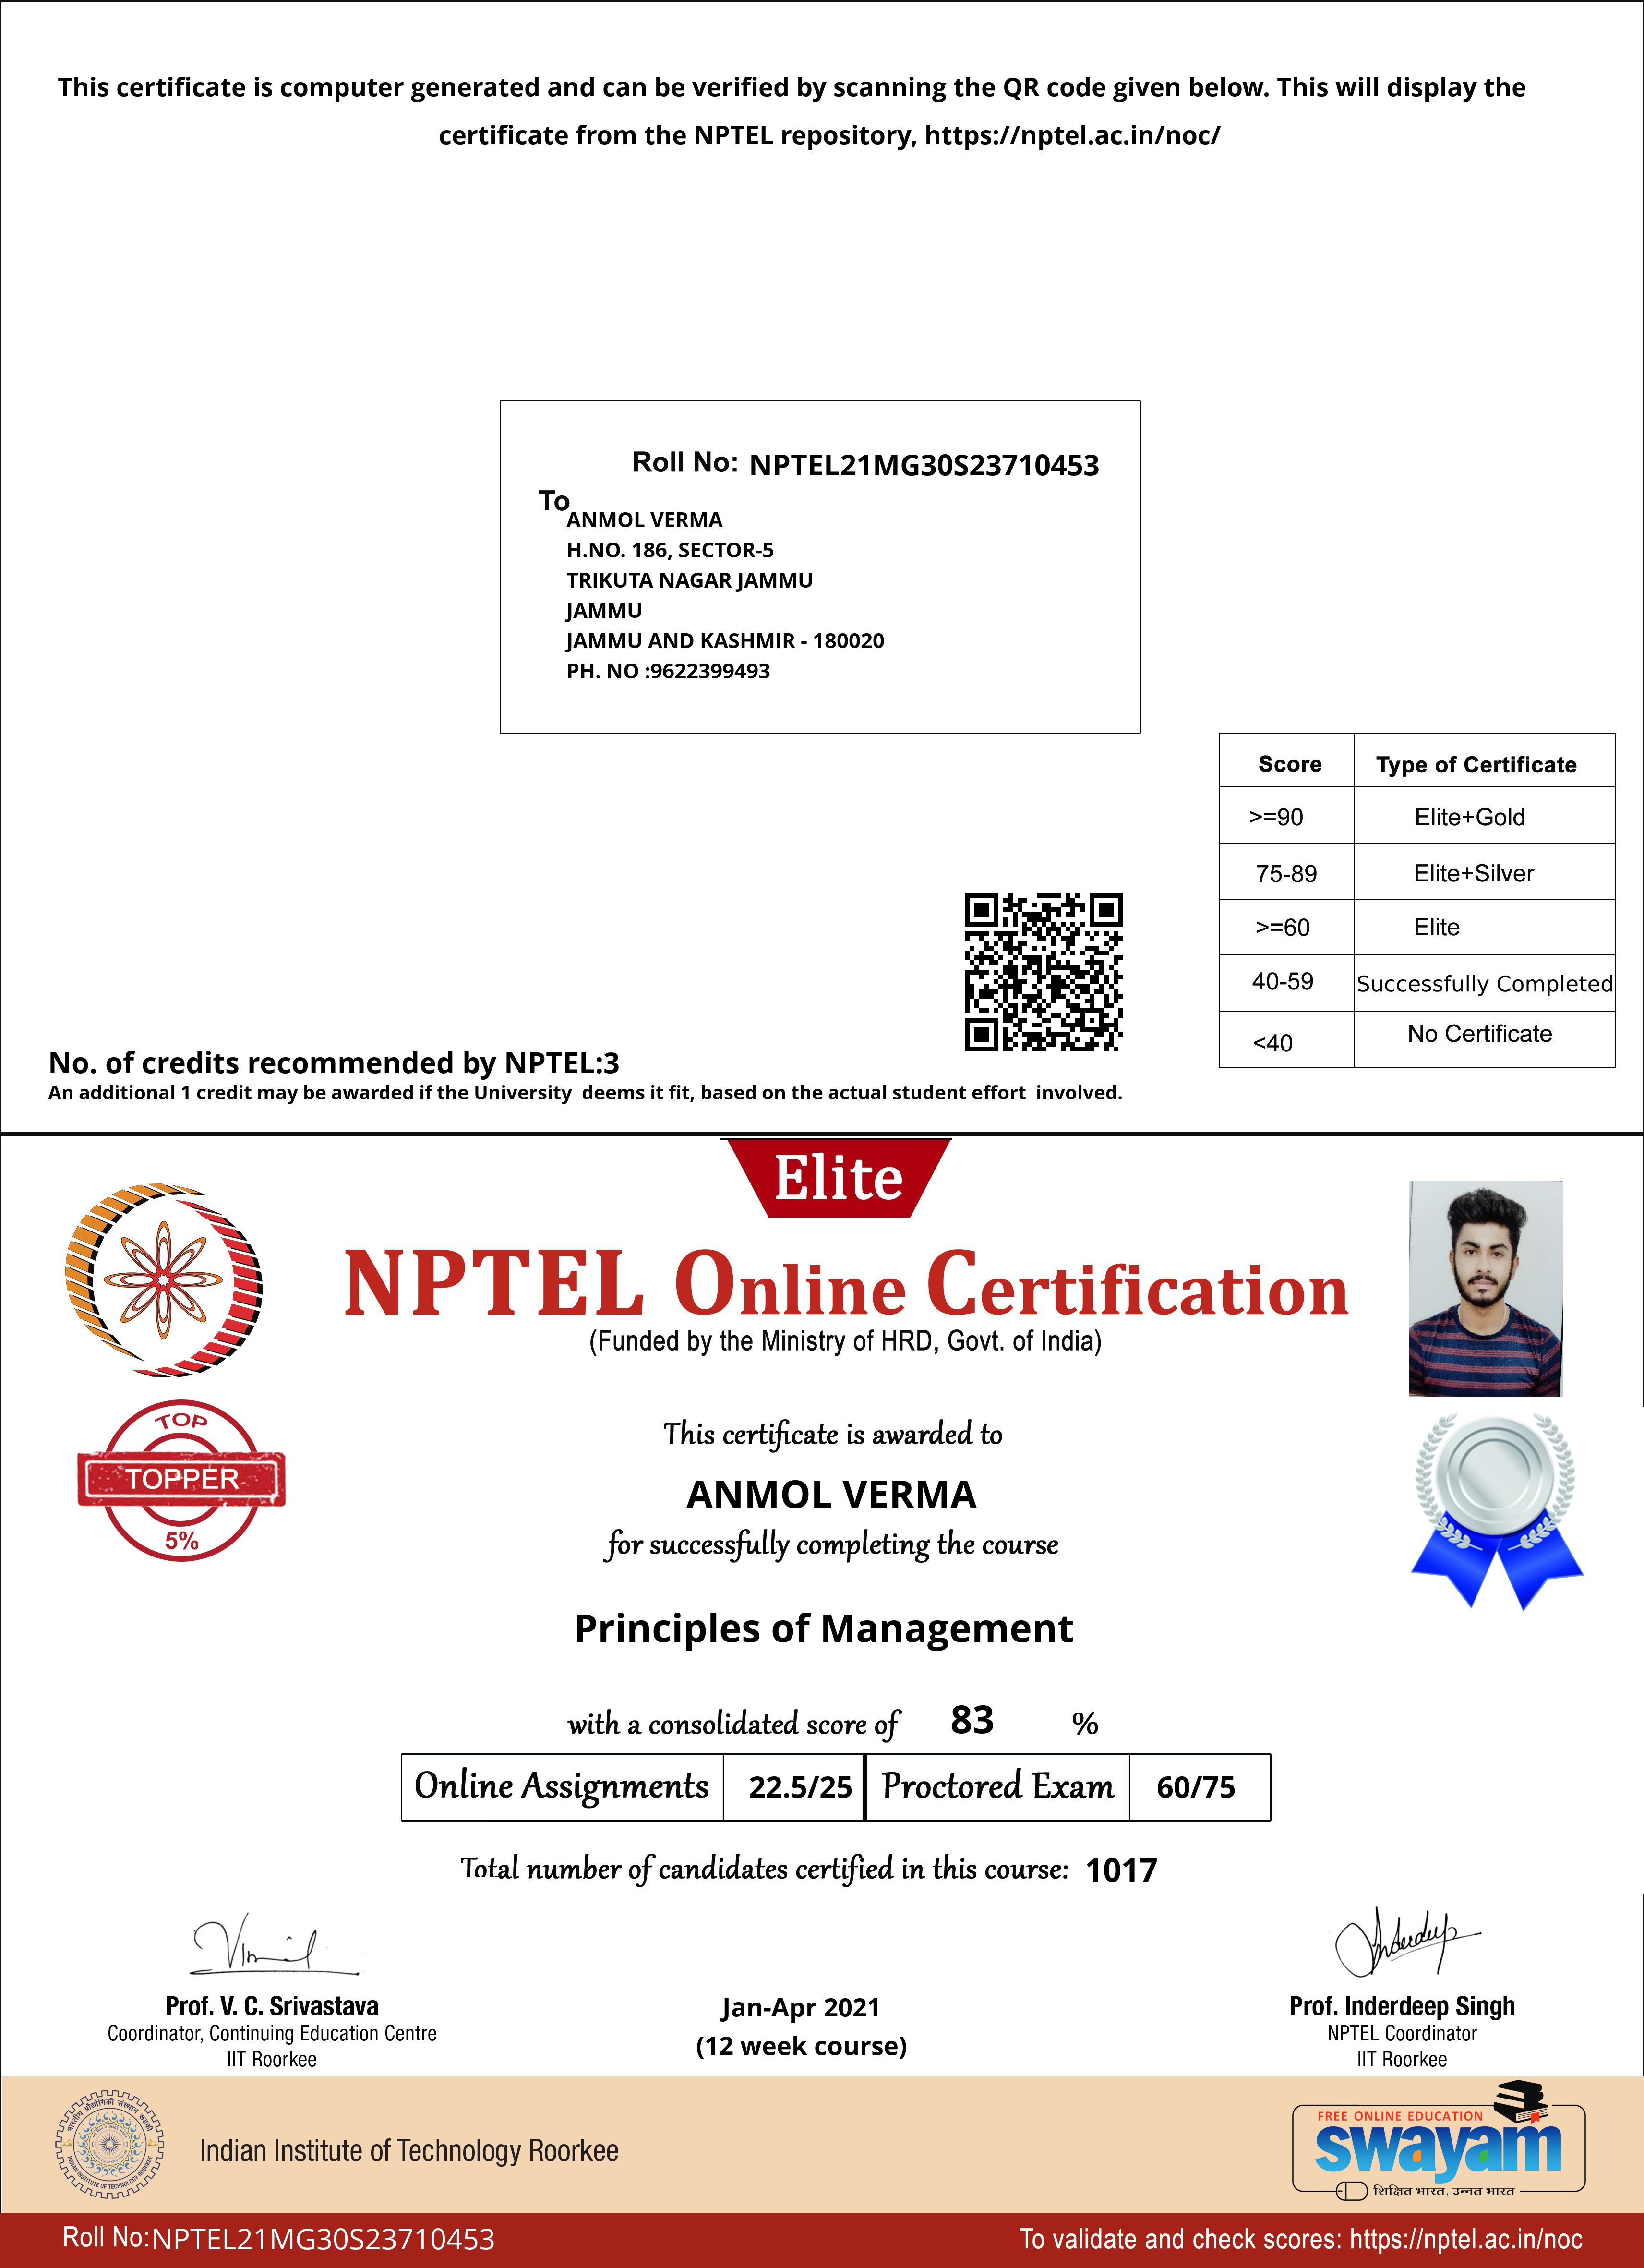 This certificate is computer generated and can be verified by scanning the QR code given below. This will display the
certificate from the NPTEL repository, https://nptel.ac.in/noc/
Roll No: NPTEL21MG30S23710453
To
ANMOL VERMA
H.NO. 186, SECTOR-5
TRIKUTA NAGAR JAMMU
JAMMU
JAMMU AND KASHMIR - 180020
PH. NO :9622399493
Score Type of Certificate
>=90 Elite+Gold
75-89 Elite+Silver
>=60 Elite
40-59 Successfully Completed
<40 No Certificate
No. of credits recommended by NPTEL:3
An additional 1 credit may be awarded if the University deems it fit, based on the actual student effort involved.
Elite
NPTEL Online Certification
(Funded by the Ministry of HRD, Govt. of India)
TOP
TOPPER
5%
This certificate is awarded to
ANMOL VERMA
for successfully completing the course
Principles of Management
with a consolidated score of 83 %
Online Assignments 22.5/25 Proctored Exam 60/75
Total number of candidates certified in this course: 1017
Prof. V. C. Srivastava
Coordinator, Continuing Education Centre
IIT Roorkee
Jan-Apr 2021
(12 week course)
Inderdeep
Prof. Inderdeep Singh
NPTEL Coordinator
IIT Roorkee
भारतीय प्रौद्योगिकी संस्थान रुड़की
INDIAN INSTITUTE OF TECHNOLOGY ROORKEE
Indian Institute of Technology Roorkee
FREE ONLINE EDUCATION
swayam
शिक्षित भारत, उन्नत भारत
Roll No:NPTEL21MG30S23710453
To validate and check scores: https://nptel.ac.in/noc